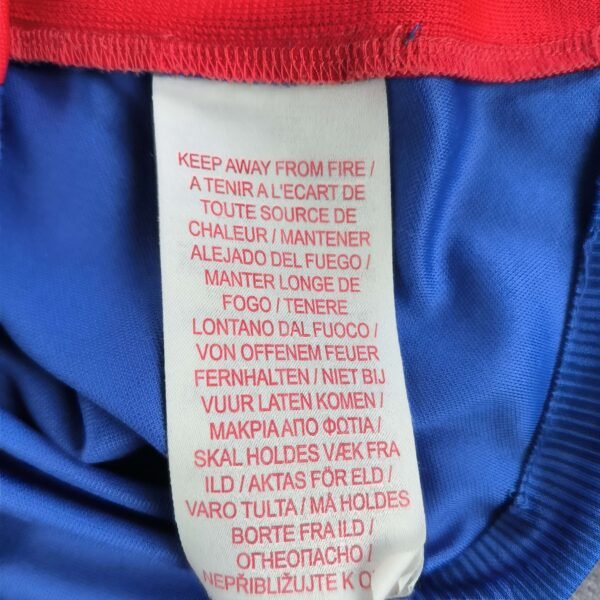 KEEP AWAY FROM FIRE /
A TENIR A L'ECART DE
TOUTE SOURCE DE
CHALEUR / MANTENER
ALEJADO DEL FUEGO /
MANTER LONGE DE
FOGO / TENERE
LONTANO DAL FUOCO /
VON OFFENEM FEUER
FERNHALTEN / NIET BIJ
VUUR LATEN KOMEN /
ΜΑΚΡΙΑ ΑΠΟ ΦΩΤΙΑ /
SKAL HOLDES VÆK FRA
ILD / AKTAS FÖR ELD /
VARO TULTA / MÅ HOLDES
BORTE FRA ILD /
ОГНЕОПАСНО /
NEPŘIBLIŽUJTE K